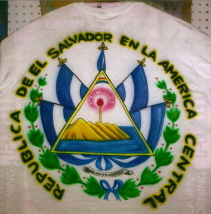 REPUBLICA DE EL SALVADOR EN LA AMERICA CENTRAL